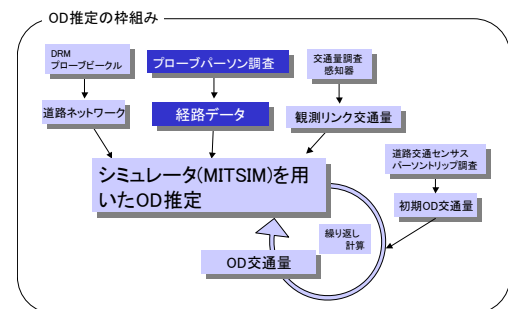 OD推定の枠組み
DRM
プローブビークル
プローブパーソン調査
交通量調査
感知器
道路ネットワーク
経路データ
観測リンク交通量
道路交通センサス
パーソントリップ調査
シミュレータ(MITSIM)を用
いたOD推定
初期OD交通量
繰り返し
計算
OD交通量